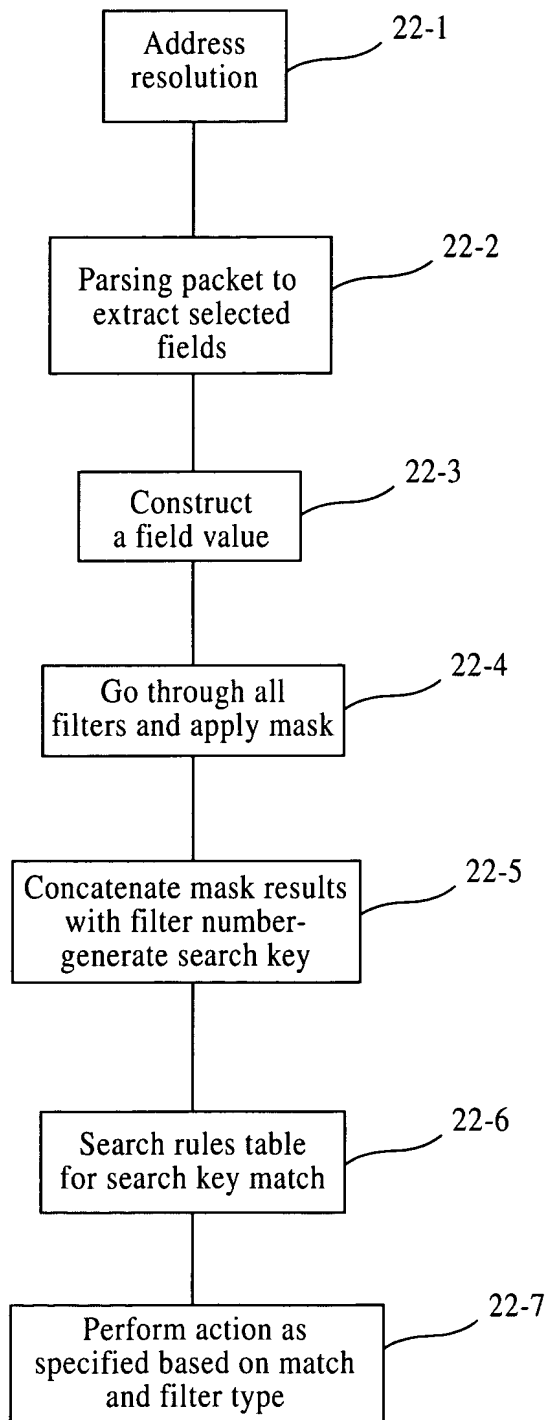 Address
resolution
22-1
Parsing packet to
extract selected
fields
22-2
Construct
a field value
22-3
Go through all
filters and apply mask
22-4
Concatenate mask results
with filter number-
generate search key
22-5
Search rules table
for search key match
22-6
Perform action as
specified based on match
and filter type
22-7